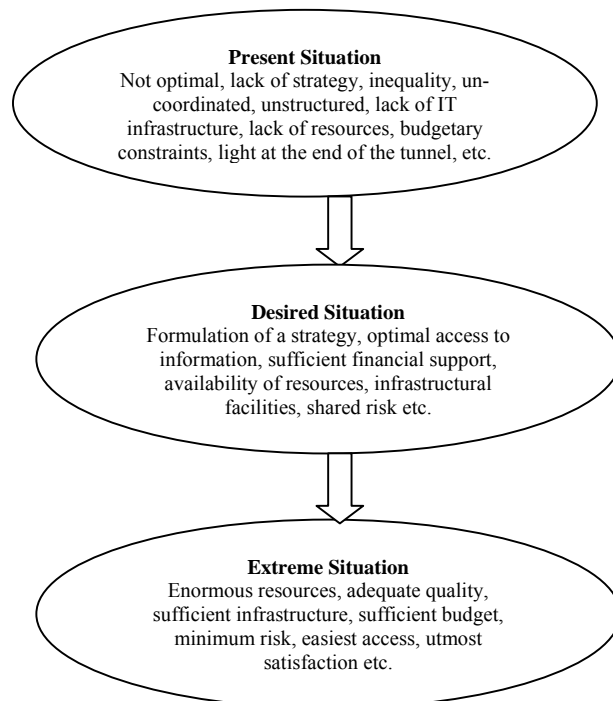 Present Situation
Not optimal, lack of strategy, inequality, un-
coordinated, unstructured, lack of IT
infrastructure, lack of resources, budgetary
constraints, light at the end of the tunnel, etc.
Desired Situation
Formulation of a strategy, optimal access to
information, sufficient financial support,
availability of resources, infrastructural
facilities, shared risk etc.
Extreme Situation
Enormous resources, adequate quality,
sufficient infrastructure, sufficient budget,
minimum risk, easiest access, utmost
satisfaction etc.